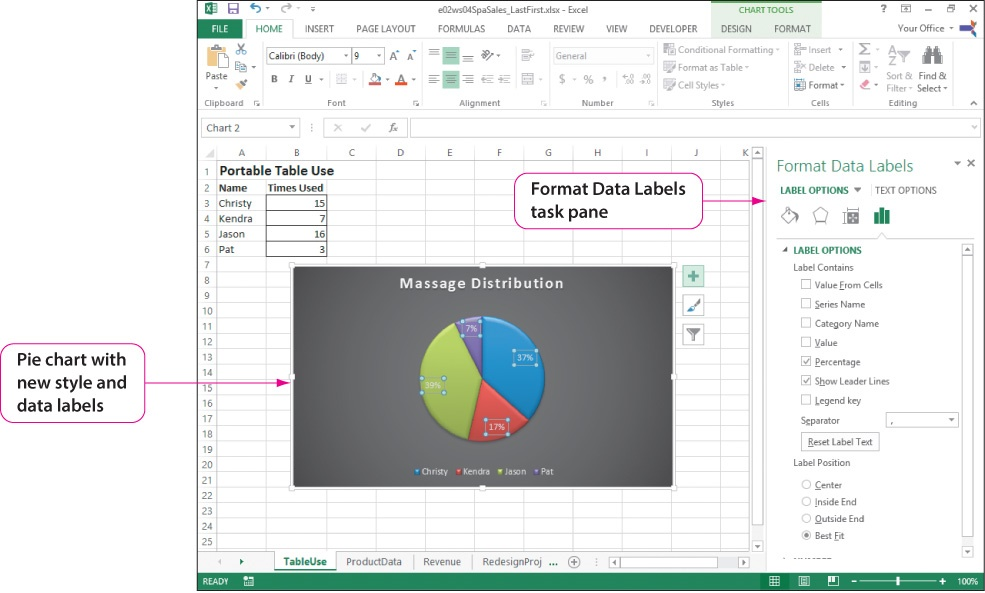 e02ws04SpaSales_LastFirst.xlsx - Excel
CHART TOOLS
?
FILE HOME INSERT PAGE LAYOUT FORMULAS DATA REVIEW VIEW DEVELOPER DESIGN FORMAT Your Office
Paste
Calibri (Body) 9 A A
B I U A
General
$ % ,
Conditional Formatting
Format as Table
Cell Styles
Insert
Delete
Format
Sort & Filter
Find & Select
Clipboard Font Alignment Number Styles Cells Editing
Chart 2 fx
A B C D E F G H I J K
1 Portable Table Use
2 Name Times Used
3 Christy 15
4 Kendra 7
5 Jason 16
6 Pat 3
7
8
9
10
11
12
13
14
15
16
17
18
19
20
21
22
23
24
25
Massage Distribution
7%
37%
39%
17%
Christy Kendra Jason Pat
Format Data Labels
task pane
Pie chart with
new style and
data labels
Format Data Labels
LABEL OPTIONS TEXT OPTIONS
LABEL OPTIONS
Label Contains
Value From Cells
Series Name
Category Name
Value
Percentage
Show Leader Lines
Legend key
Separator ,
Reset Label Text
Label Position
Center
Inside End
Outside End
Best Fit
TableUse ProductData Revenue RedesignProj ...
READY 100%